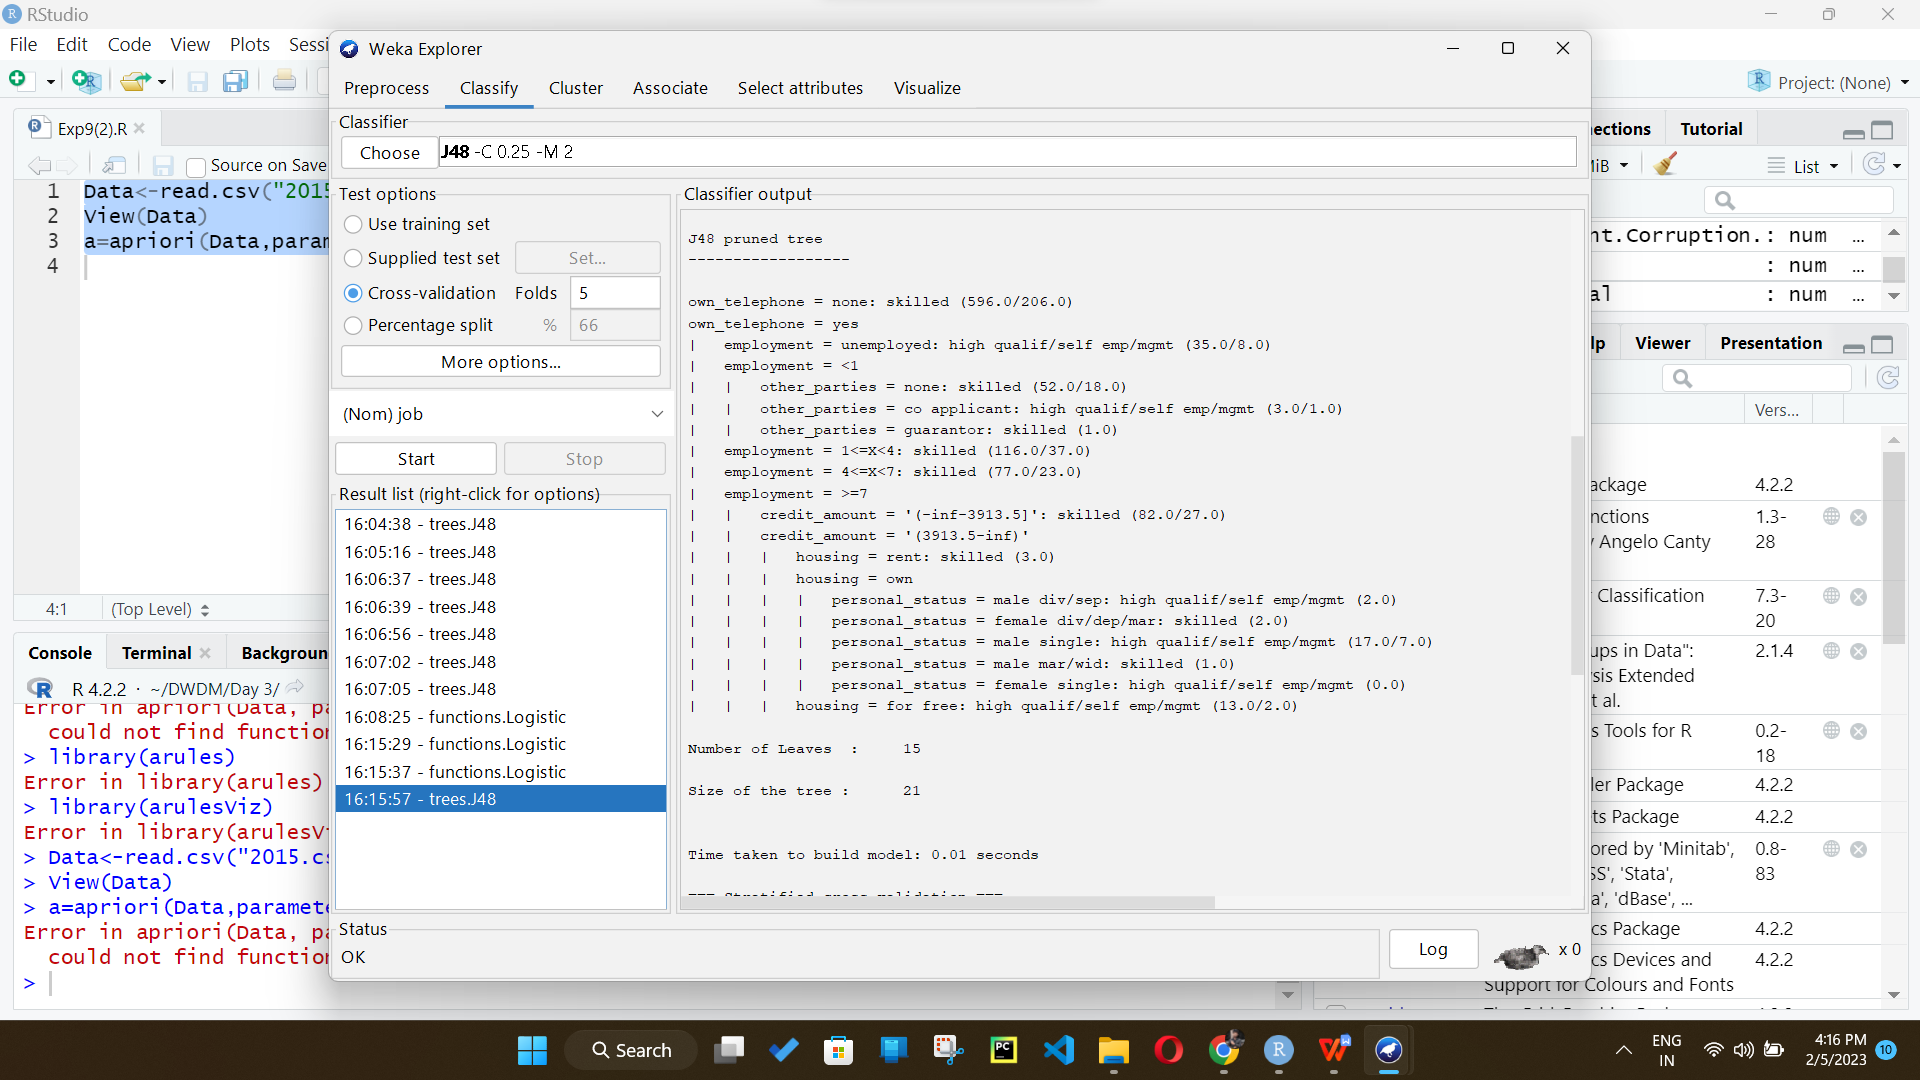 RStudio
File Edit Code View Plots Sessi
Project: (None)
Exp9(2).R
Source on Save
1 Data<-read.csv("2015
2 View(Data)
3 a=apriori(Data,param
4
4:1 (Top Level)
Console Terminal Backgroun
R 4.2.2 · ~/DWDM/Day 3/
Error in apriori(Data, pa
could not find function
> library(arules)
Error in library(arules)
> library(arulesViz)
Error in library(arulesVi
> Data<-read.csv("2015.cs
> View(Data)
> a=apriori(Data,paramete
Error in apriori(Data, pa
could not find function
>
Weka Explorer
Preprocess Classify Cluster Associate Select attributes Visualize
Classifier
Choose J48 -C 0.25 -M 2
Test options
Use training set
Supplied test set Set...
Cross-validation Folds 5
Percentage split % 66
More options...
(Nom) job
Start Stop
Result list (right-click for options)
16:04:38 - trees.J48
16:05:16 - trees.J48
16:06:37 - trees.J48
16:06:39 - trees.J48
16:06:56 - trees.J48
16:07:02 - trees.J48
16:07:05 - trees.J48
16:08:25 - functions.Logistic
16:15:29 - functions.Logistic
16:15:37 - functions.Logistic
16:15:57 - trees.J48
Classifier output
J48 pruned tree
------------------
own_telephone = none: skilled (596.0/206.0)
own_telephone = yes
| employment = unemployed: high qualif/self emp/mgmt (35.0/8.0)
| employment = <1
| | other_parties = none: skilled (52.0/18.0)
| | other_parties = co applicant: high qualif/self emp/mgmt (3.0/1.0)
| | other_parties = guarantor: skilled (1.0)
| employment = 1<=X<4: skilled (116.0/37.0)
| employment = 4<=X<7: skilled (77.0/23.0)
| employment = >=7
| | credit_amount = '(-inf-3913.5]': skilled (82.0/27.0)
| | credit_amount = '(3913.5-inf)'
| | | housing = rent: skilled (3.0)
| | | housing = own
| | | | personal_status = male div/sep: high qualif/self emp/mgmt (2.0)
| | | | personal_status = female div/dep/mar: skilled (2.0)
| | | | personal_status = male single: high qualif/self emp/mgmt (17.0/7.0)
| | | | personal_status = male mar/wid: skilled (1.0)
| | | | personal_status = female single: high qualif/self emp/mgmt (0.0)
| | | housing = for free: high qualif/self emp/mgmt (13.0/2.0)
Number of Leaves : 15
Size of the tree : 21
Time taken to build model: 0.01 seconds
=== Stratified cross-validation ===
Status
OK
Log x 0
ections Tutorial
MiB List
nt.Corruption.: num ...
: num ...
al : num ...
lp Viewer Presentation
Vers...
ackage 4.2.2
nctions 1.3-
y Angelo Canty 28
r Classification 7.3-
20
ups in Data": 2.1.4
sis Extended
t al.
s Tools for R 0.2-
18
ler Package 4.2.2
ts Package 4.2.2
ored by 'Minitab', 0.8-
SS', 'Stata', 83
a', 'dBase', ...
cs Package 4.2.2
cs Devices and 4.2.2
Support for Colours and Fonts
Search
PC
ENG
IN
4:16 PM
2/5/2023
10